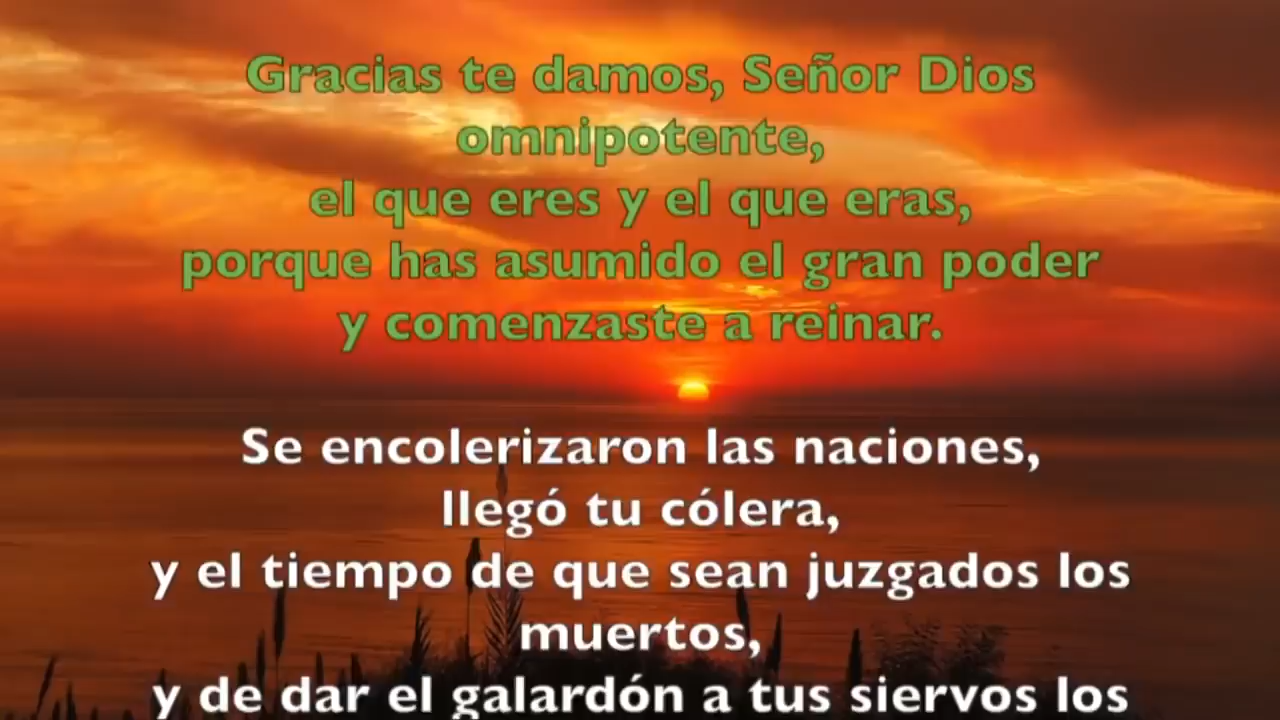 Gracias te damos, Señor Dios
omnipotente,
el que eres y el que eras,
porque has asumido el gran poder
y comenzaste a reinar.
Se encolerizaron las naciones,
llegó tu cólera,
y el tiempo de que sean juzgados los
muertos,
y de dar el galardón a tus siervos los